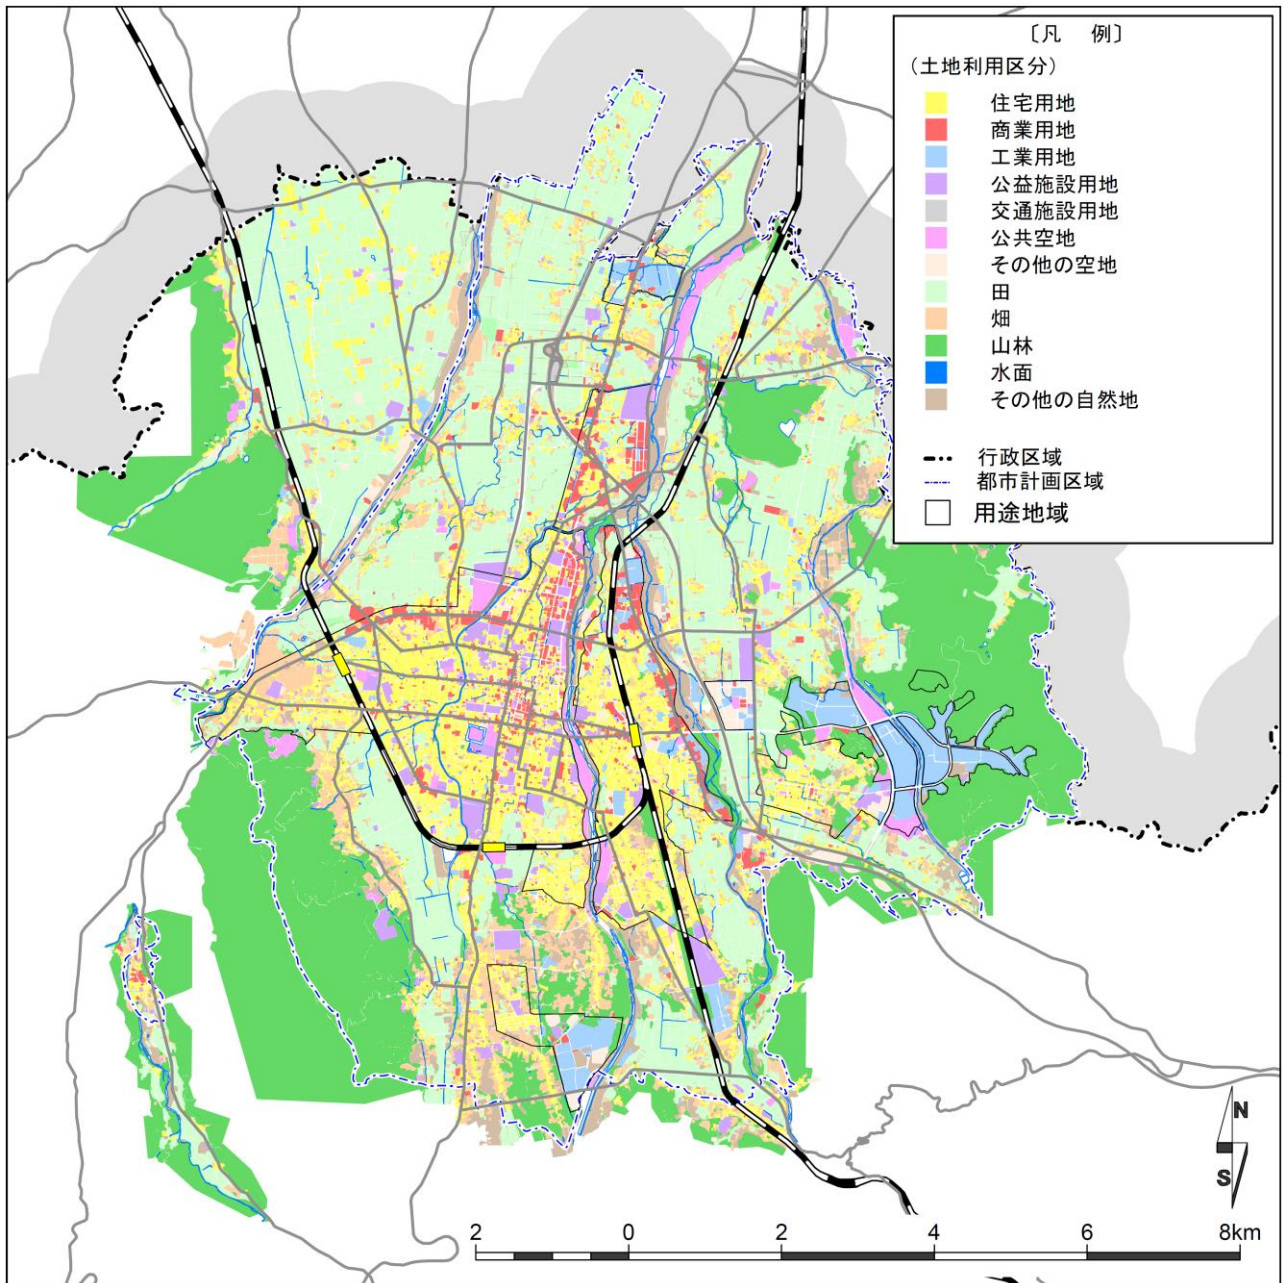 〔凡 例〕
(土地利用区分)
住宅用地
商業用地
工業用地
公益施設用地
交通施設用地
公共空地
その他の空地
田
畑
山林
水面
その他の自然地
行政区域
都市計画区域
用途地域
N
S
2 0 2 4 6 8km